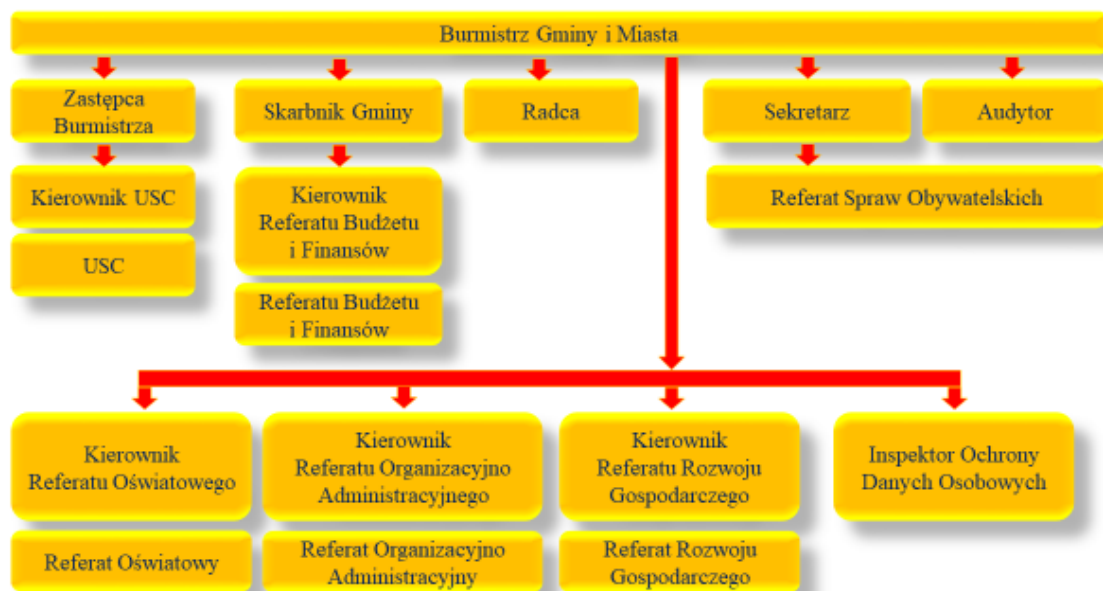 Burmistrz Gminy i Miasta
Zastępca
Burmistrza
Skarbnik Gminy
Radca
Sekretarz
Audytor
Kierownik USC
USC
Kierownik
Referatu Budżetu
i Finansów
Referatu Budżetu
i Finansów
Referat Spraw Obywatelskich
Kierownik
Referatu Oświatowego
Kierownik
Referatu Organizacyjno
Administracyjnego
Kierownik
Referatu Rozwoju
Gospodarczego
Inspektor Ochrony
Danych Osobowych
Referat Oświatowy
Referat Organizacyjno
Administracyjny
Referat Rozwoju
Gospodarczego